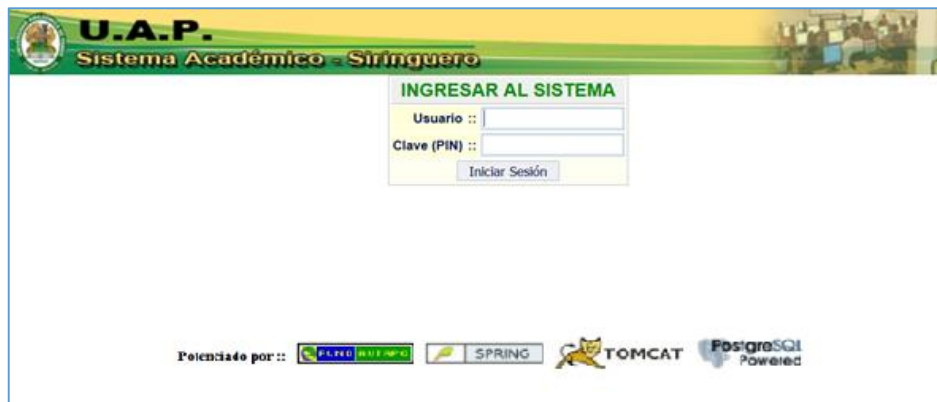 U.A.P.
Sistema Académico - Siringuero
INGRESAR AL SISTEMA
Usuario ::
Clave (PIN) ::
Iniciar Sesión
Potenciado por ::
SPRING
TOMCAT
PostgreSQL
Powered